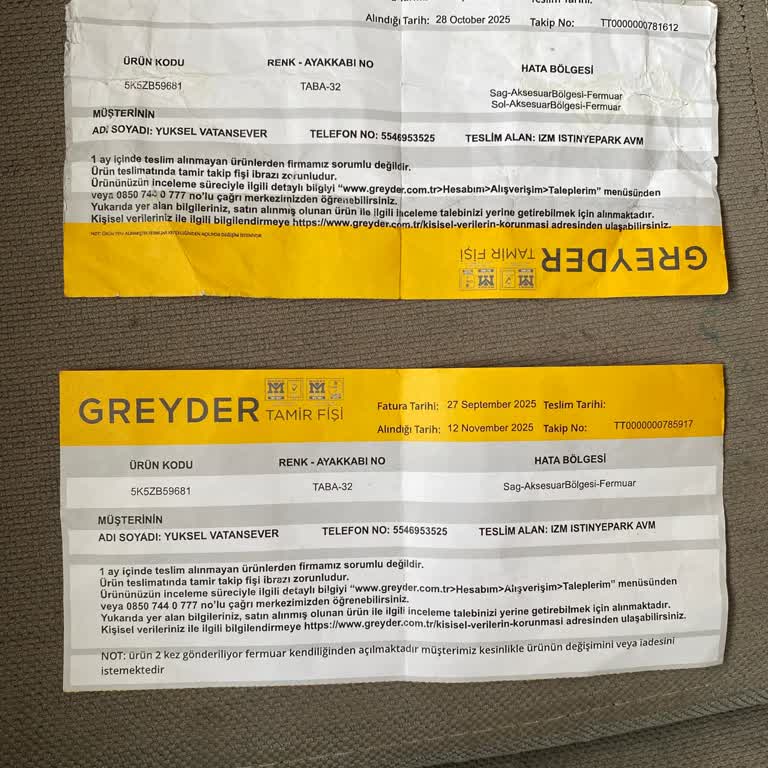 Alındığı Tarih: 28 October 2025 Takip No: TT0000000781612
ÜRÜN KODU RENK - AYAKKABI NO HATA BÖLGESİ
5K5ZB59681 TABA-32 Sag-AksesuarBölgesi-Fermuar
Sol-AksesuarBölgesi-Fermuar
MÜŞTERİNİN
ADI SOYADI: YUKSEL VATANSEVER TELEFON NO: 5546953525 TESLİM ALAN: IZM ISTINYEPARK AVM
1 ay içinde teslim alınmayan ürünlerden firmamız sorumlu değildir.
Ürün teslimatında tamir takip fişi ibrazı zorunludur.
Ürününüzün inceleme süreciyle ilgili detaylı bilgiyi “www.greyder.com.tr>Hesabım>Alışverişim>Taleplerim” menüsünden
veya 0850 744 0 777 no’lu çağrı merkezimizden öğrenebilirsiniz.
Yukarıda yer alan bilgileriniz, satın alınmış olunan ürün ile ilgili inceleme talebinizi yerine getirebilmek için alınmaktadır.
Kişisel verileriniz ile ilgili bilgilendirmeye https://www.greyder.com.tr/kisisel-verilerin-korunmasi adresinden ulaşabilirsiniz.
GREYDER TAMİR FİŞİ
GREYDER TAMİR FİŞİ
Fatura Tarihi: 27 September 2025 Teslim Tarihi:
Alındığı Tarih: 12 November 2025 Takip No: TT0000000785917
ÜRÜN KODU RENK - AYAKKABI NO HATA BÖLGESİ
5K5ZB59681 TABA-32 Sag-AksesuarBölgesi-Fermuar
MÜŞTERİNİN
ADI SOYADI: YUKSEL VATANSEVER TELEFON NO: 5546953525 TESLİM ALAN: IZM ISTINYEPARK AVM
1 ay içinde teslim alınmayan ürünlerden firmamız sorumlu değildir.
Ürün teslimatında tamir takip fişi ibrazı zorunludur.
Ürününüzün inceleme süreciyle ilgili detaylı bilgiyi "www.greyder.com.tr>Hesabım>Alışverişim>Taleplerim" menüsünden
veya 0850 744 0 777 no'lu çağrı merkezimizden öğrenebilirsiniz.
Yukarıda yer alan bilgileriniz, satın alınmış olunan ürün ile ilgili inceleme talebinizi yerine getirebilmek için alınmaktadır.
Kişisel verileriniz ile ilgili bilgilendirmeye https://www.greyder.com.tr/kisisel-verilerin-korunmasi adresinden ulaşabilirsiniz.
NOT: ürün 2 kez gönderiliyor fermuar kendiliğinden açılmaktadır müşterimiz kesinlikle ürünün değişimini veya iadesini
istemektedir